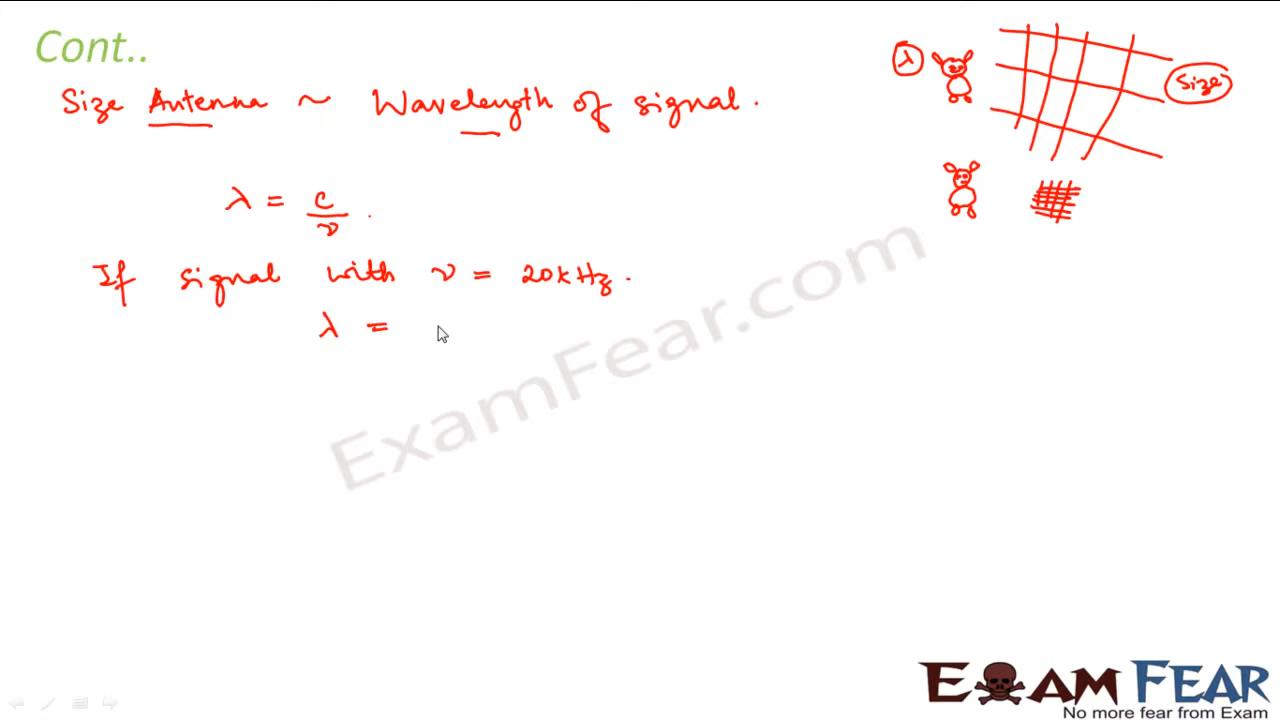 Cont..
Size Antenna ~ Wavelength of signal.
λ
Size
λ = c/ν.
If signal with ν = 20kHz.
λ =
ExamFear.com
EXAM FEAR
No more fear from Exam